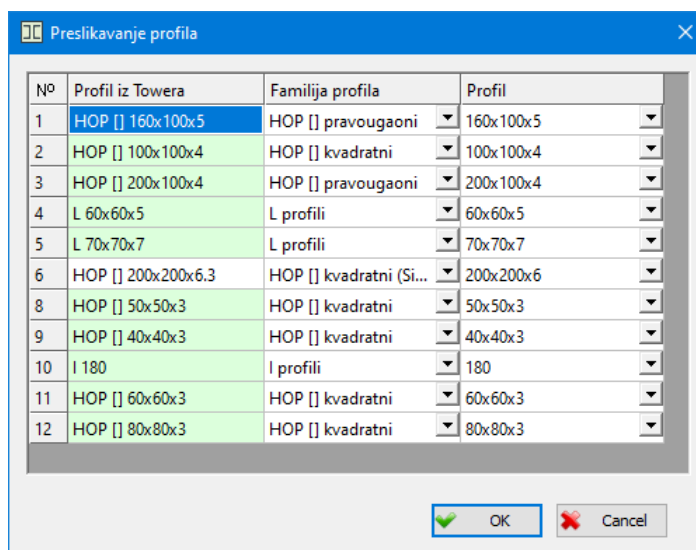 Preslikavanje profila
Nº Profil iz Towera Familija profila Profil
1 HOP [] 160x100x5 HOP [] pravougaoni 160x100x5
2 HOP [] 100x100x4 HOP [] kvadratni 100x100x4
3 HOP [] 200x100x4 HOP [] pravougaoni 200x100x4
4 L 60x60x5 L profili 60x60x5
5 L 70x70x7 L profili 70x70x7
6 HOP [] 200x200x6.3 HOP [] kvadratni (Si... 200x200x6
8 HOP [] 50x50x3 HOP [] kvadratni 50x50x3
9 HOP [] 40x40x3 HOP [] kvadratni 40x40x3
10 I 180 I profili 180
11 HOP [] 60x60x3 HOP [] kvadratni 60x60x3
12 HOP [] 80x80x3 HOP [] kvadratni 80x80x3
OK Cancel